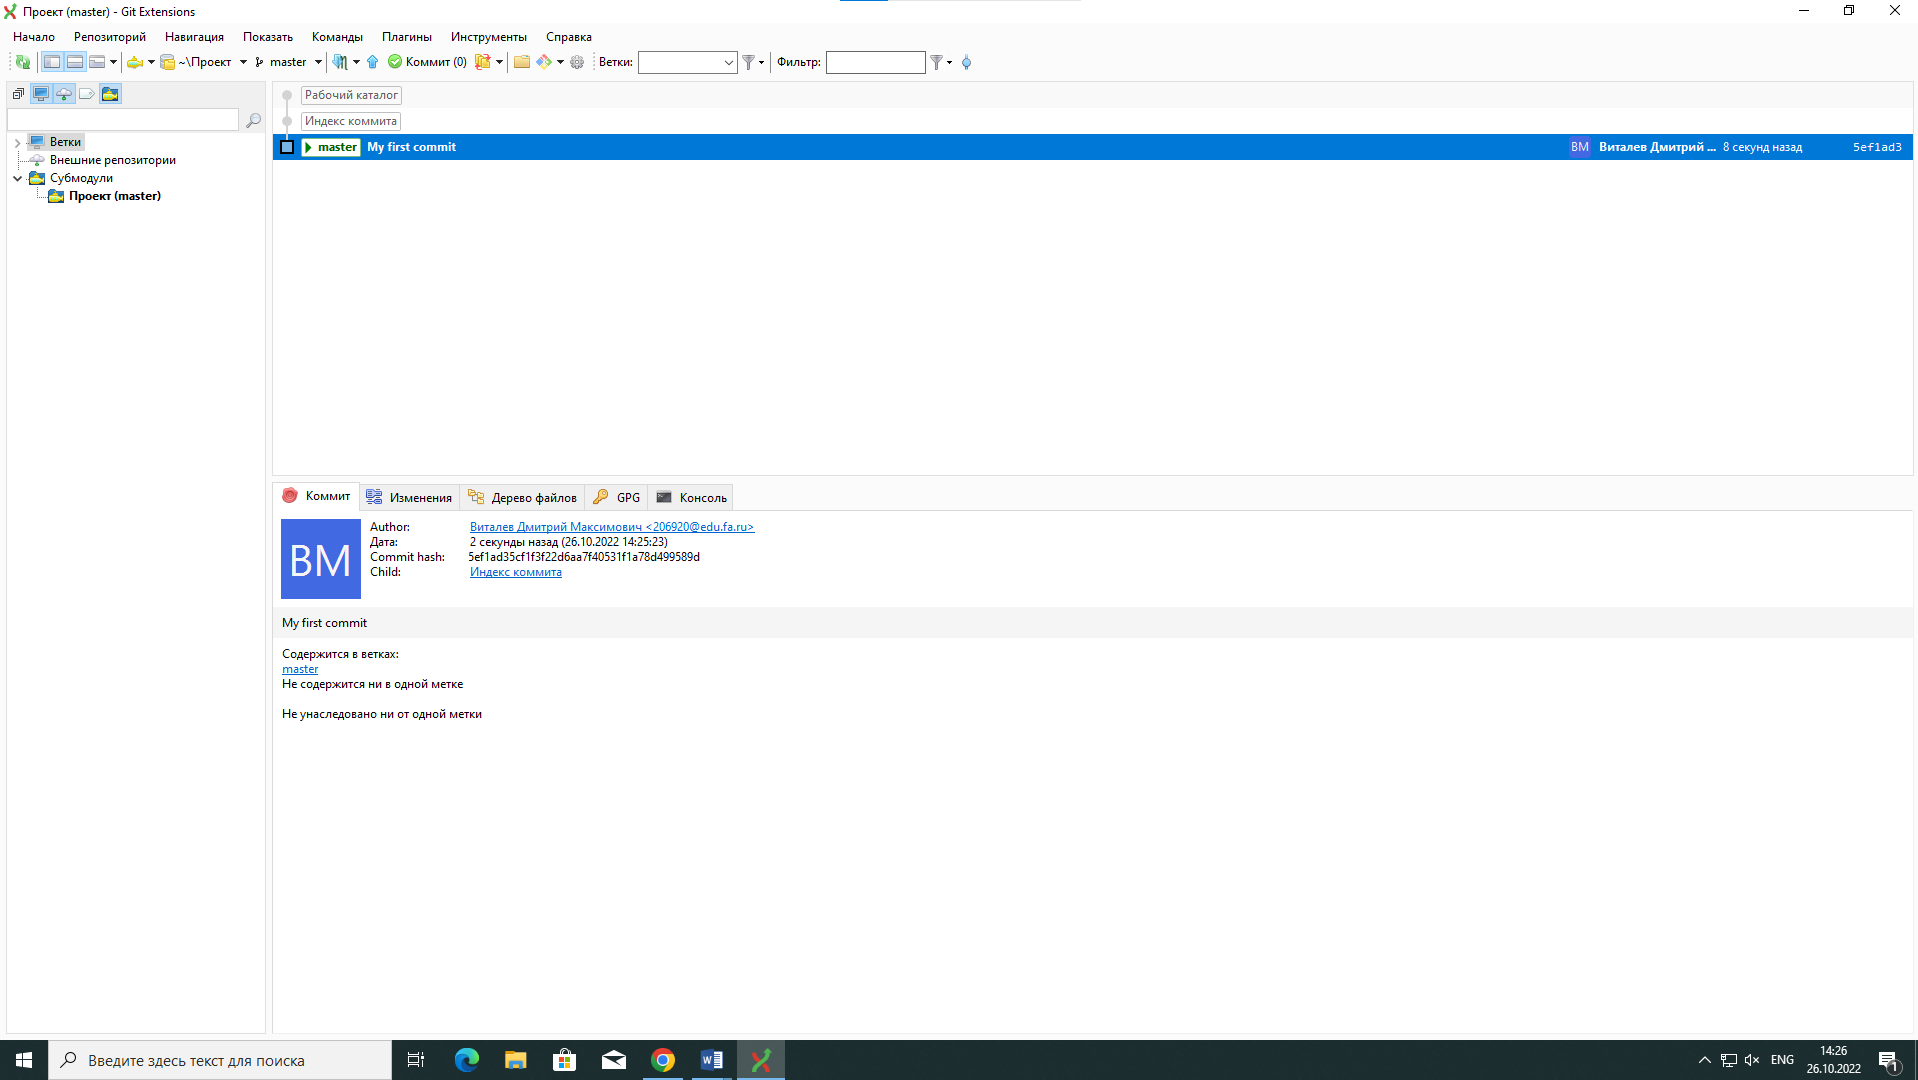 Проект (master) - Git Extensions
Начало Репозиторий Навигация Показать Команды Плагины Инструменты Справка
~\Проект master Коммит (0) Ветки: Фильтр:
Рабочий каталог
Индекс коммита
master My first commit ВМ Виталев Дмитрий ... 8 секунд назад 5ef1ad3
Ветки
Внешние репозитории
Субмодули
Проект (master)
Коммит Изменения Дерево файлов GPG Консоль
ВМ
Author: Виталев Дмитрий Максимович <206920@edu.fa.ru>
Дата: 2 секунды назад (26.10.2022 14:25:23)
Commit hash: 5ef1ad35cf1f3f22d6aa7f40531f1a78d499589d
Child: Индекс коммита
My first commit
Содержится в ветках:
master
Не содержится ни в одной метке
Не унаследовано ни от одной метки
Введите здесь текст для поиска
ENG
14:26
26.10.2022
1